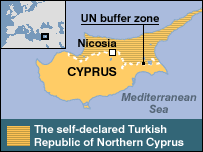 UN buffer zone
Nicosia
CYPRUS
Mediterranean
Sea
The self-declared Turkish
Republic of Northern Cyprus